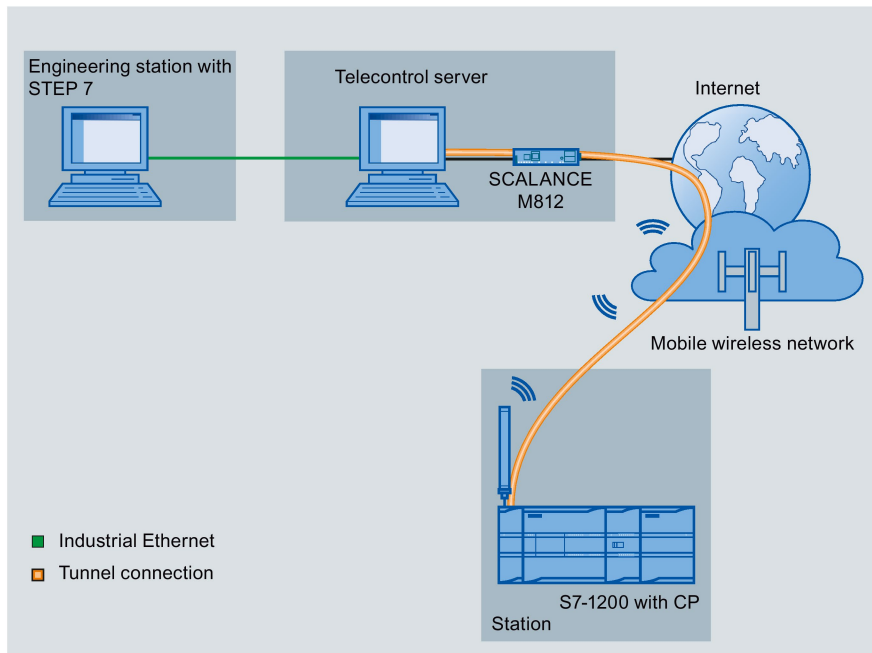 Engineering station with
STEP 7
Telecontrol server
Internet
SCALANCE
M812
Mobile wireless network
Industrial Ethernet
Tunnel connection
S7-1200 with CP
Station